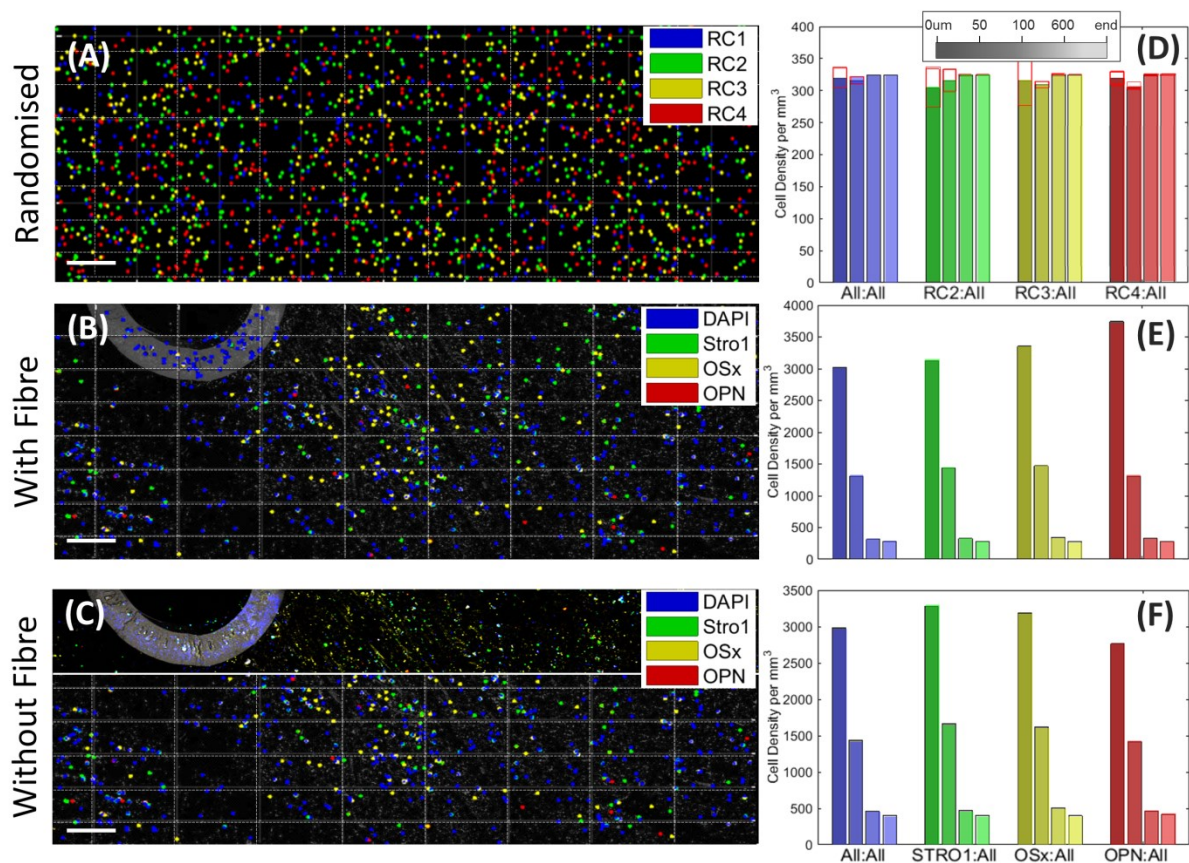 Randomised
(A)
RC1
RC2
RC3
RC4
0um 50 100 600 end
(D)
Cell Density per mm³
400
350
300
250
200
150
100
50
0
All:All RC2:All RC3:All RC4:All
With Fibre
(B)
DAPI
Stro1
OSx
OPN
(E)
Cell Density per mm³
4000
3500
3000
2500
2000
1500
1000
500
0
Without Fibre
(C)
DAPI
Stro1
OSx
OPN
(F)
Cell Density per mm³
3500
3000
2500
2000
1500
1000
500
0
All:All STRO1:All OSx:All OPN:All